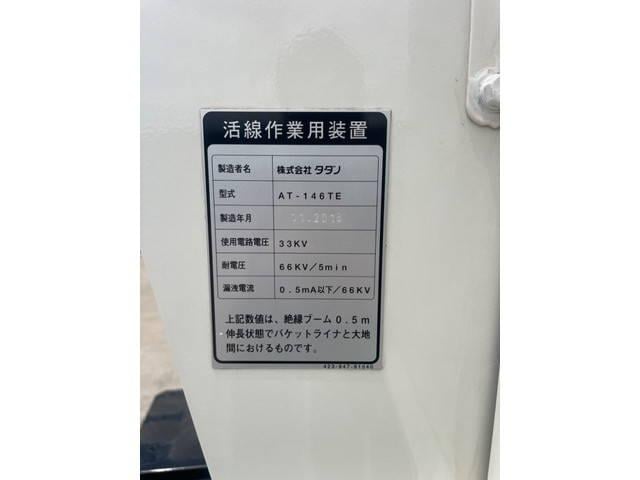 活線作業用装置
製造者名 株式会社 タダノ
型式 AT-146TE
製造年月
使用電路電圧 33KV
耐電圧 66KV/5min
漏洩電流 0.5mA以下/66KV
上記数値は、絶縁ブーム0.5m
伸長状態でバケットライナと大地
間におけるものです。